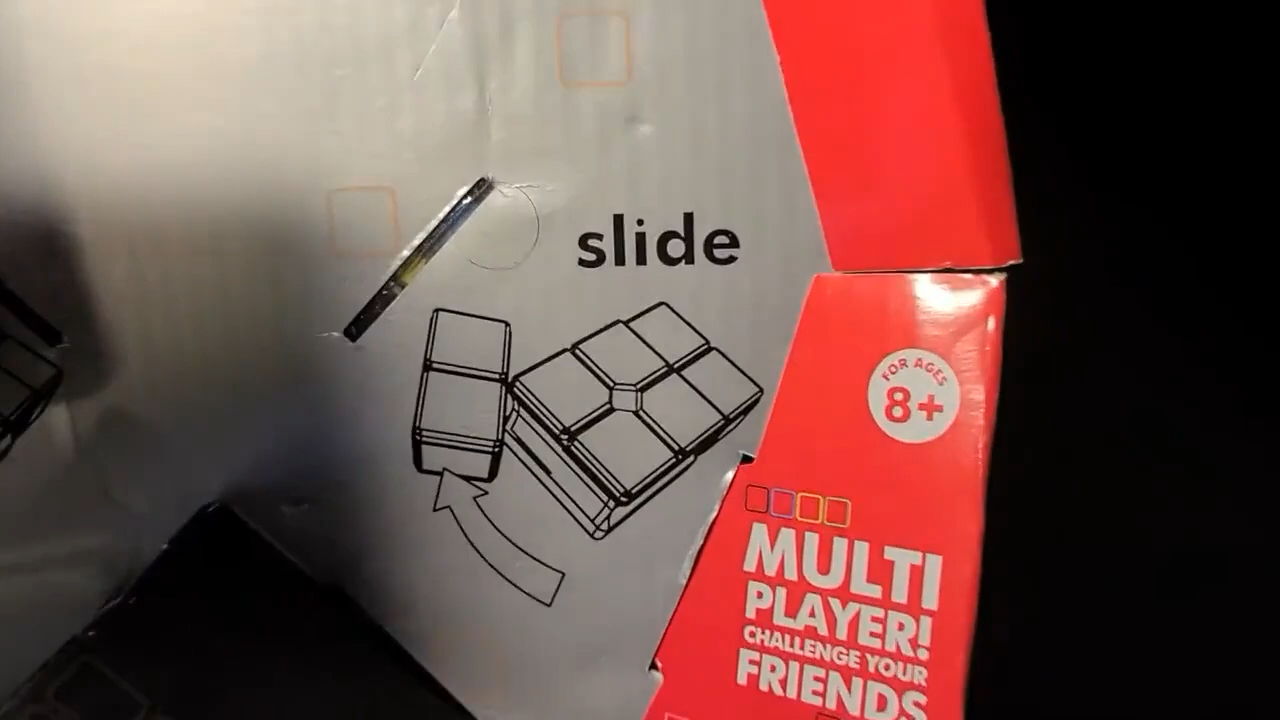 slide
FOR AGES
8+
MULTI
PLAYER!
CHALLENGE YOUR
FRIENDS